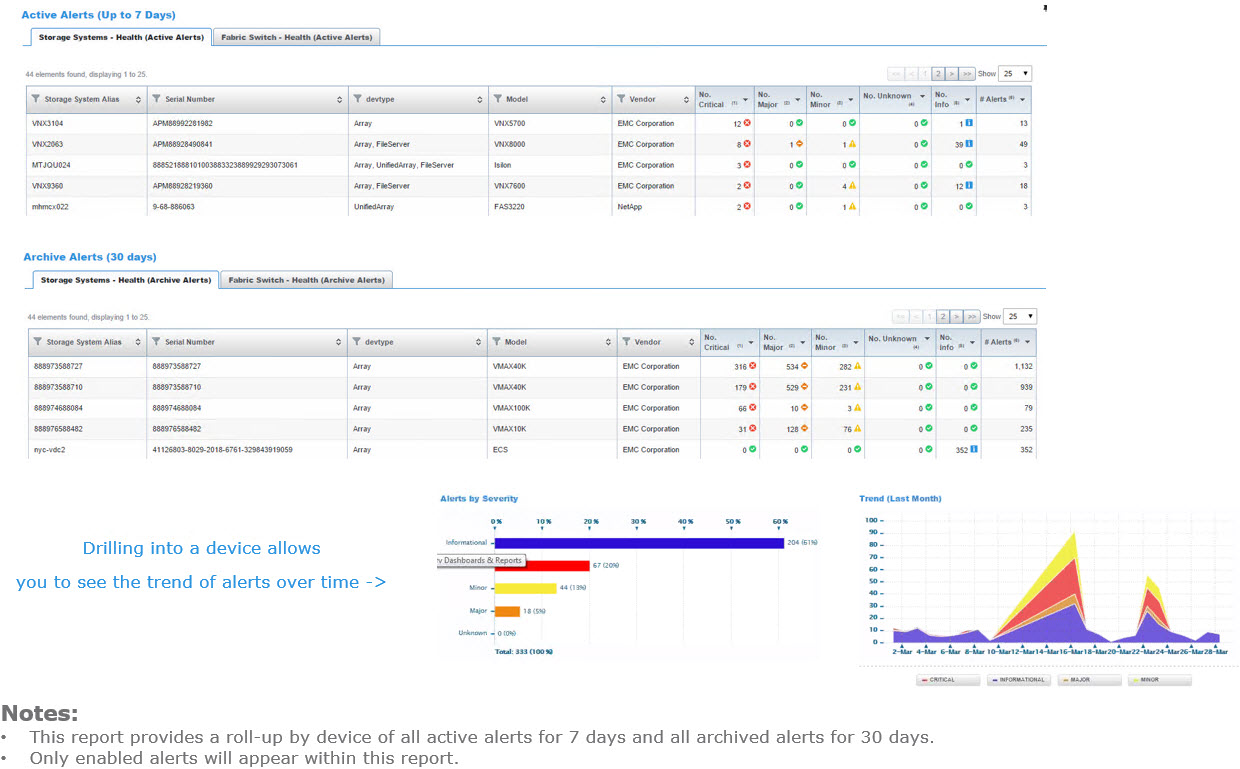 Active Alerts (Up to 7 Days)
Storage Systems - Health (Active Alerts) Fabric Switch - Health (Active Alerts)
44 elements found, displaying 1 to 25.
<< < 1 2 > >> Show 25
Storage System Alias Serial Number devtype Model Vendor No. Critical (1) No. Major (2) No. Minor (3) No. Unknown (4) No. Info (5) # Alerts (6)
VNX3104 APM88992281982 Array VNX5700 EMC Corporation 12 0 0 0 1 13
VNX2063 APM88928490841 Array, FileServer VNX8000 EMC Corporation 8 1 1 0 39 49
MTJQU024 Array, UnifiedArray, FileServer Isilon EMC Corporation 3 0 0 0 0 3
VNX9360 APM88928219360 Array, FileServer VNX7600 EMC Corporation 2 0 4 0 12 18
mhmcx022 9-68-886063 UnifiedArray FAS3220 NetApp 2 0 1 0 0 3
Archive Alerts (30 days)
Storage Systems - Health (Archive Alerts) Fabric Switch - Health (Archive Alerts)
44 elements found, displaying 1 to 25.
<< < 1 2 > >> Show 25
Storage System Alias Serial Number devtype Model Vendor No. Critical (1) No. Major (2) No. Minor (3) No. Unknown (4) No. Info (5) # Alerts (6)
888973588727 888973588727 Array VMAX40K EMC Corporation 316 534 282 0 0 1,132
888973588710 888973588710 Array VMAX40K EMC Corporation 179 529 231 0 0 939
888974688084 888974688084 Array VMAX100K EMC Corporation 66 10 3 0 0 79
888976588482 888976588482 Array VMAX10K EMC Corporation 31 128 76 0 0 235
nyc-vdc2 41126803-8029-2018-6761-329843919059 Array ECS EMC Corporation 0 0 0 0 352 352
Drilling into a device allows
you to see the trend of alerts over time ->
Alerts by Severity
0% 10% 20% 30% 40% 50% 60%
Informational 204 (61%)
ry Dashboards & Reports 67 (20%)
Minor 44 (13%)
Major 18 (5%)
Unknown 0 (0%)
Total: 333 (100%)
Trend (Last Month)
100
90
80
70
60
50
40
30
20
10
0
2-Mar 4-Mar 6-Mar 8-Mar 10-Mar 12-Mar 14-Mar 16-Mar 18-Mar 20-Mar 22-Mar 24-Mar 26-Mar 28-Mar
CRITICAL INFORMATIONAL MAJOR MINOR
Notes:
• This report provides a roll-up by device of all active alerts for 7 days and all archived alerts for 30 days.
• Only enabled alerts will appear within this report.